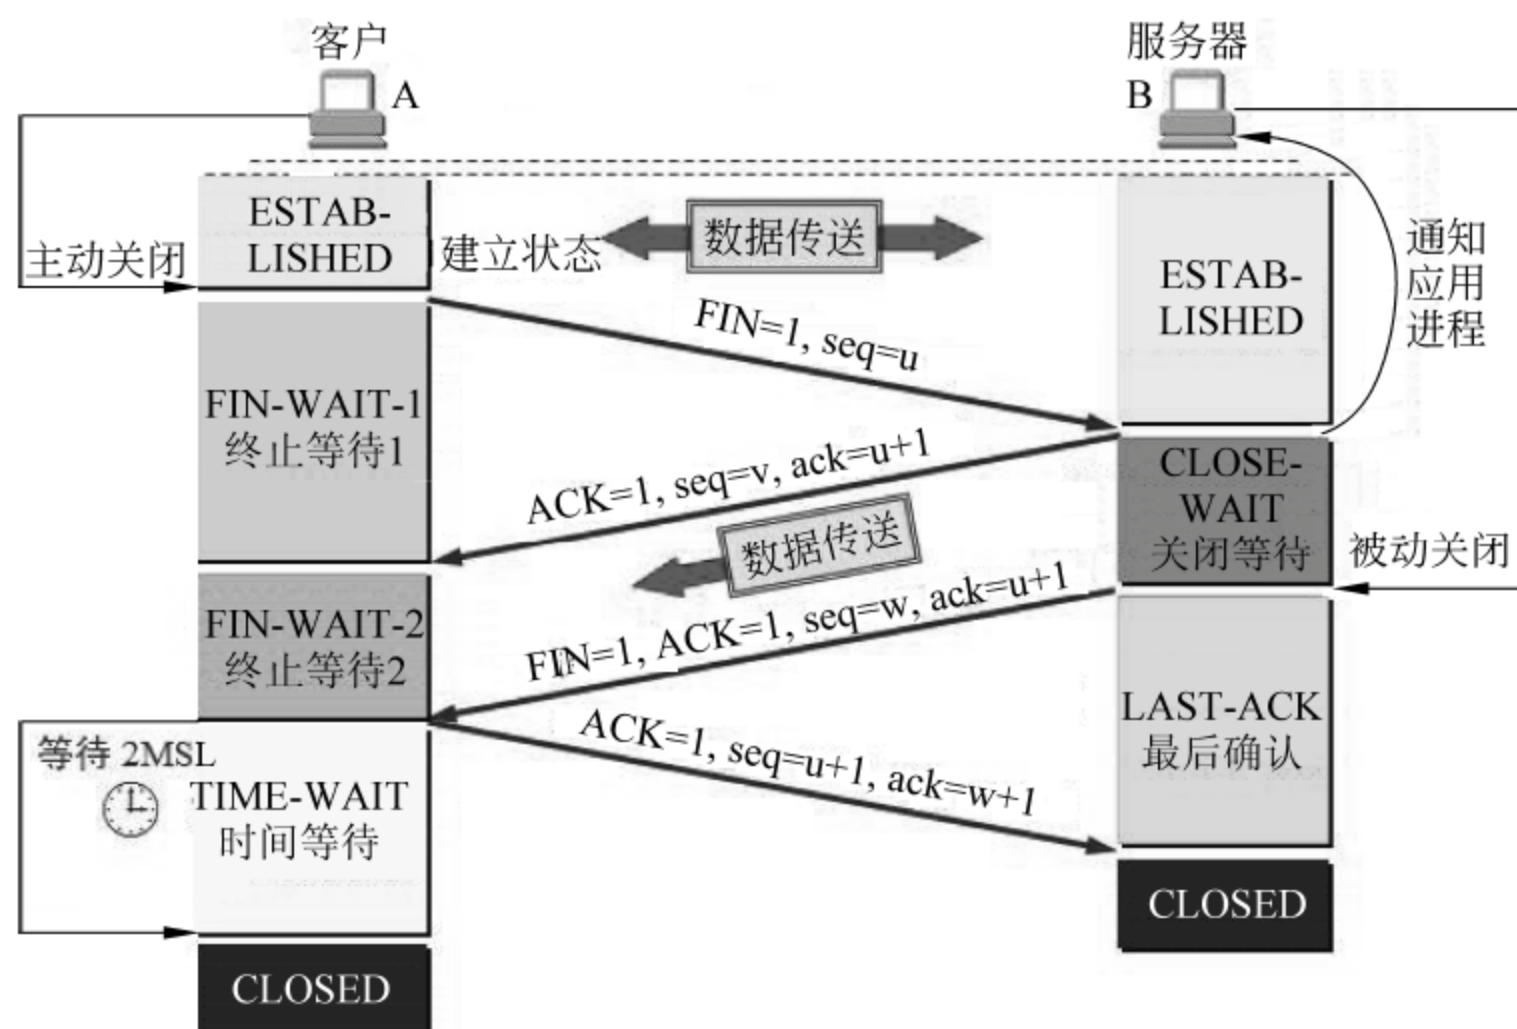 客户
服务器
A
B
ESTAB-
LISHED
主动关闭
建立状态
数据传送
ESTAB-
LISHED
通知
应用
进程
FIN=1, seq=u
FIN-WAIT-1
终止等待1
ACK=1, seq=v, ack=u+1
CLOSE-
WAIT
关闭等待
被动关闭
数据传送
FIN-WAIT-2
终止等待2
FIN=1, ACK=1, seq=w, ack=u+1
LAST-ACK
最后确认
ACK=1, seq=u+1, ack=w+1
等待 2MSL
TIME-WAIT
时间等待
CLOSED
CLOSED